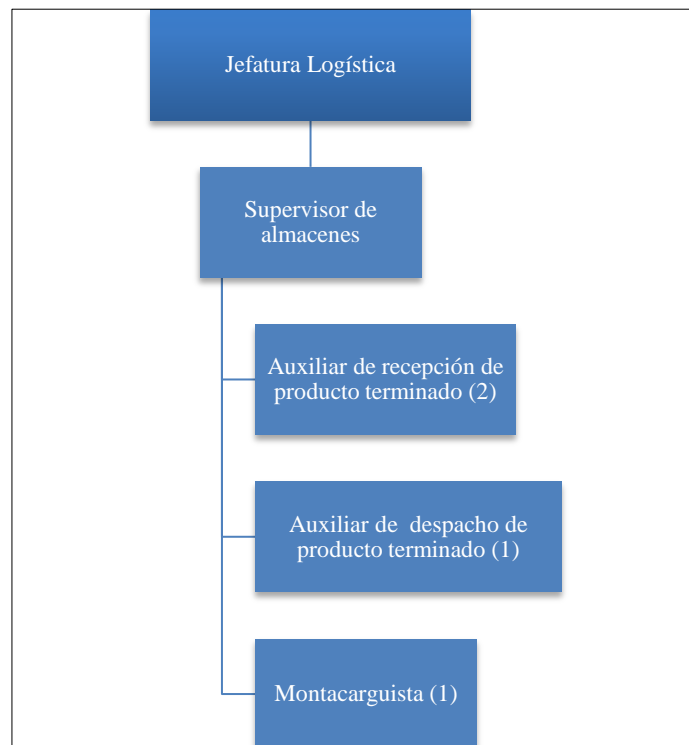 Jefatura Logística
Supervisor de
almacenes
Auxiliar de recepción de
producto terminado (2)
Auxiliar de  despacho de
producto terminado (1)
Montacarguista (1)